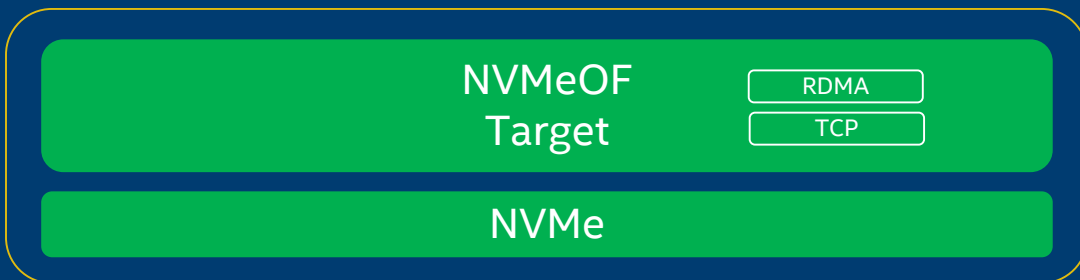 NVMeOF
Target
RDMA
TCP
NVMe